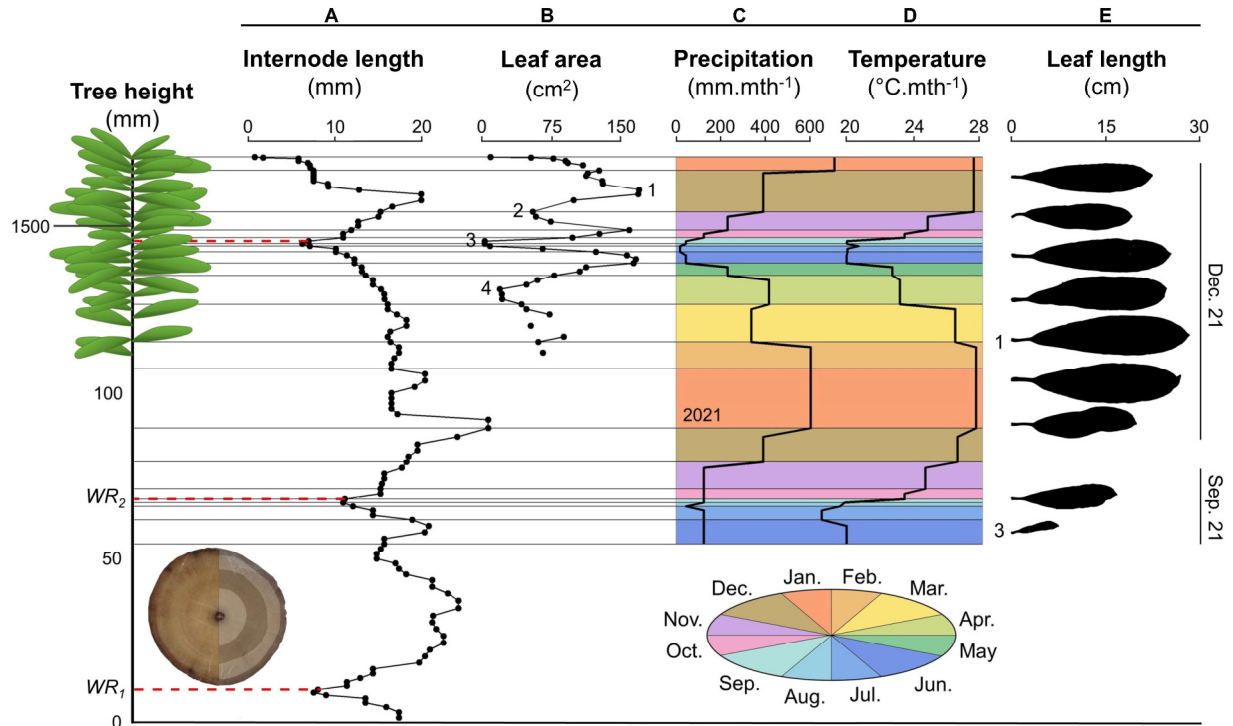 A B C D E
Internode length Leaf area Precipitation Temperature Leaf length
(mm) (cm²) (mm.mth⁻¹) (°C.mth⁻¹) (cm)
Tree height
(mm)
0 10 20 0 75 150 0 200 400 600 20 24 28 0 15 30
1
2
1500
3
4
1
Dec. 21
100
2021
WR₂
Sep. 21
3
50
Dec. Jan. Feb. Mar.
Nov. Apr.
Oct. May
Sep. Aug. Jul. Jun.
WR₁
0